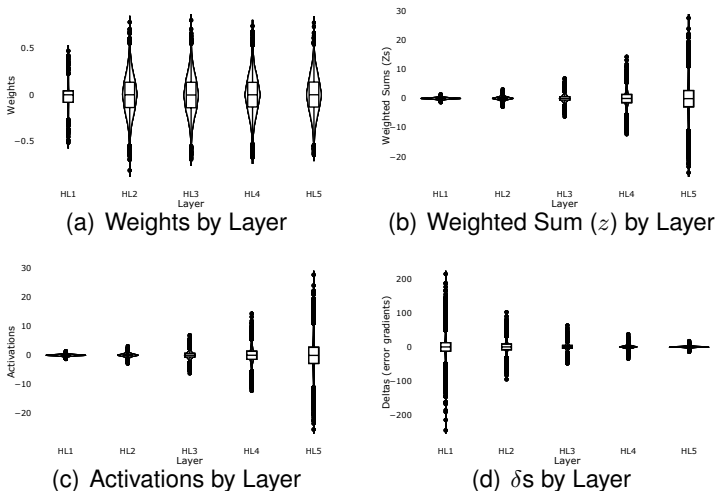 0.5
0
−0.5
Weights
HL1 HL2 HL3 HL4 HL5
Layer
(a) Weights by Layer
30
20
10
0
−10
−20
Weighted Sums (Zs)
HL1 HL2 HL3 HL4 HL5
Layer
(b) Weighted Sum (z) by Layer
30
20
10
0
−10
−20
Activations
HL1 HL2 HL3 HL4 HL5
Layer
(c) Activations by Layer
200
100
0
−100
−200
Deltas (error gradients)
HL1 HL2 HL3 HL4 HL5
Layer
(d) δs by Layer